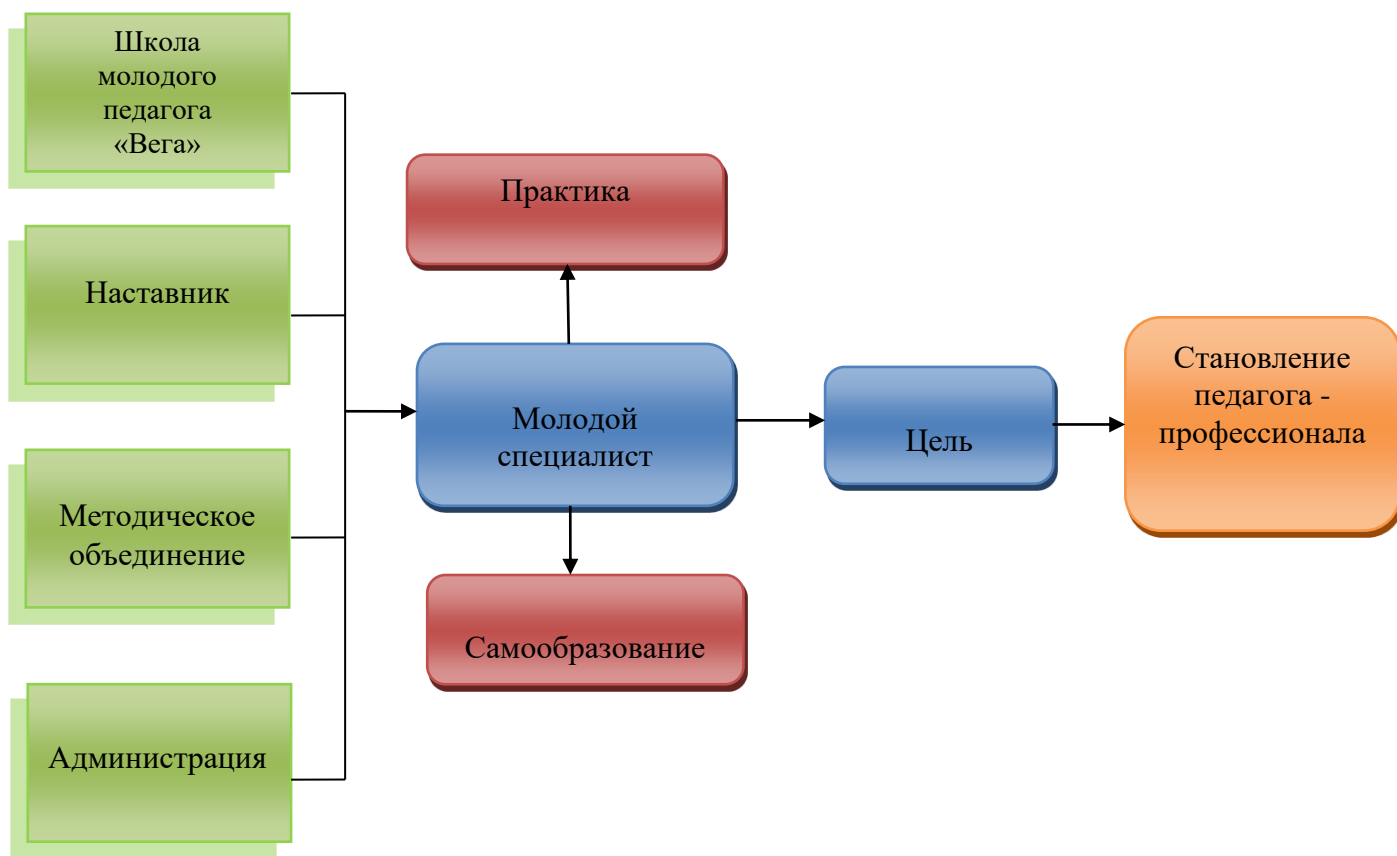 Школа
молодого
педагога
«Вега»
Практика
Наставник
Становление
педагога -
профессионала
Молодой
специалист
Цель
Методическое
объединение
Самообразование
Администрация